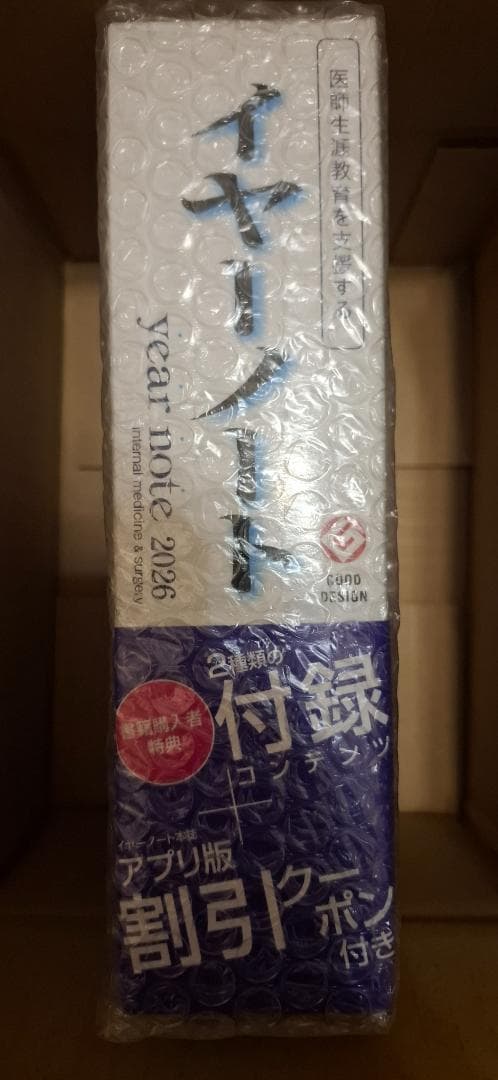 医師生涯教育を支援する
イヤーノート
year note 2026
internal medicine & surgery
GOOD
DESIGN
2種類の
付録
コンテンツ
書籍購入者
特典
+
イヤーノート本誌
アプリ版
割引クー
ポン
付き